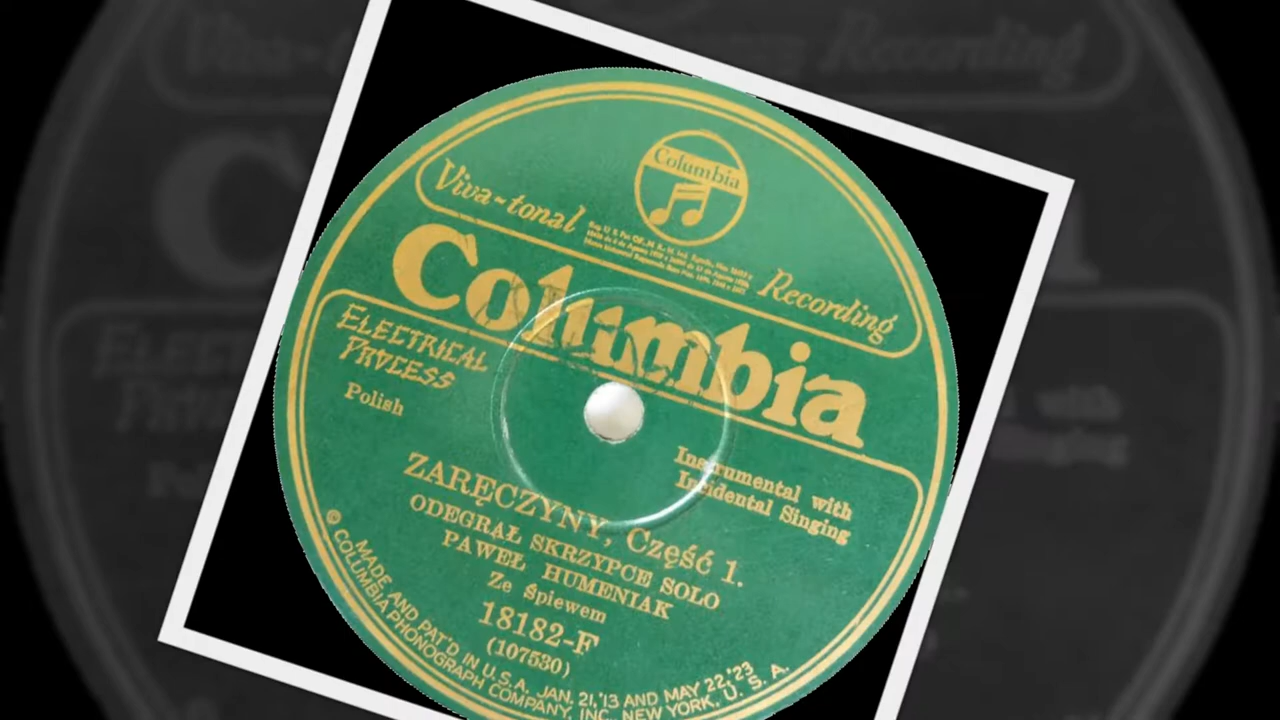 Columbia
Viva-tonal
Recording
Columbia
ELECTRICAL
PROCESS
Polish
Instrumental with
Incidental Singing
ZARĘCZYNY, Część 1.
ODEGRAŁ SKRZYPCE SOLO
PAWEŁ HUMENIAK
Ze Śpiewem
18182-F
(107530)
MADE AND PAT'D IN U.S.A. JAN. 21,'13 AND MAY 22,'23
© COLUMBIA PHONOGRAPH COMPANY, INC., NEW YORK, U.S.A.